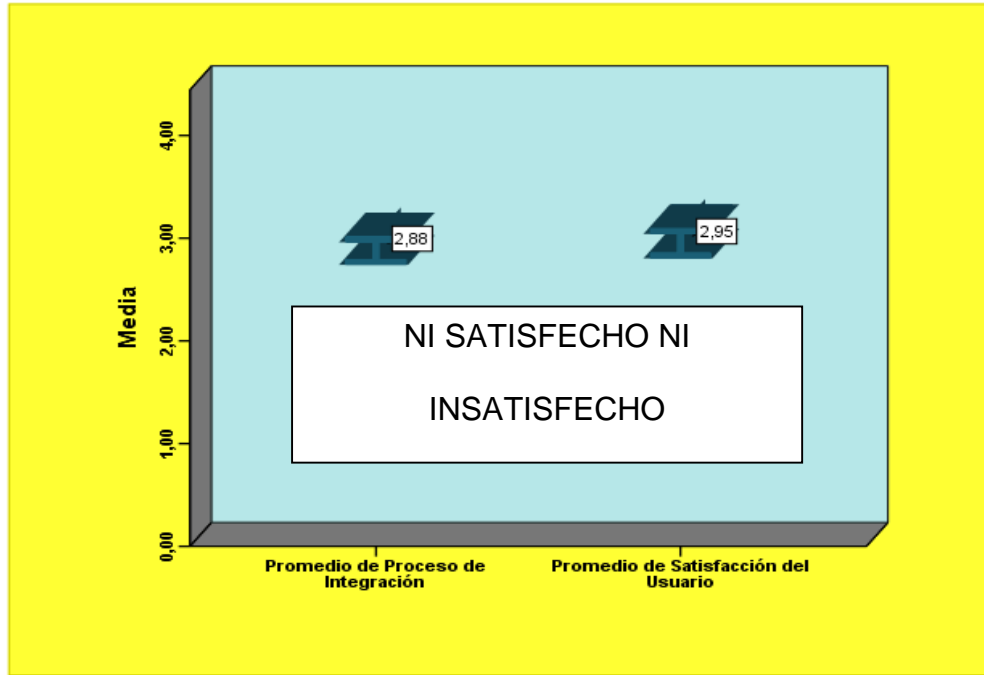 4,00
3,00
2,00
1,00
0,00
Media
2,88
2,95
NI SATISFECHO NI
INSATISFECHO
Promedio de Proceso de
Integración
Promedio de Satisfacción del
Usuario